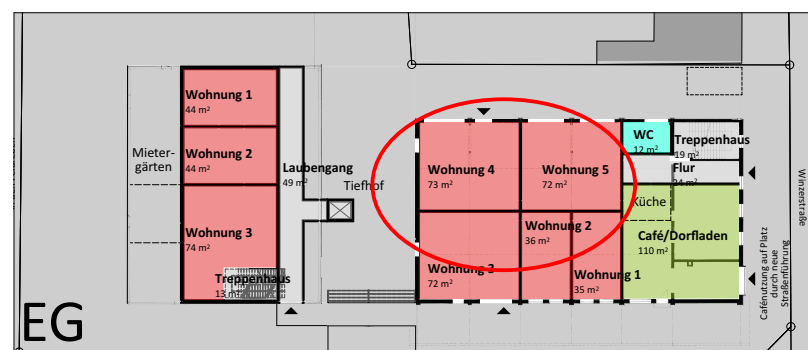 Wohnung 1
44 m²
Wohnung 2
44 m²
Wohnung 3
74 m²
Mieter-
gärten
Laubengang
49 m²
Tiefhof
Treppenhaus
13 m²
Wohnung 4
73 m²
Wohnung 5
72 m²
Wohnung 3
72 m²
Wohnung 2
36 m²
Wohnung 1
35 m²
WC
12 m²
Treppenhaus
19 m²
Flur
24 m²
Küche
Café/Dorfladen
110 m²
Winzerstraße
Cafénutzung auf Platz
durch neue
Straßenführung
EG